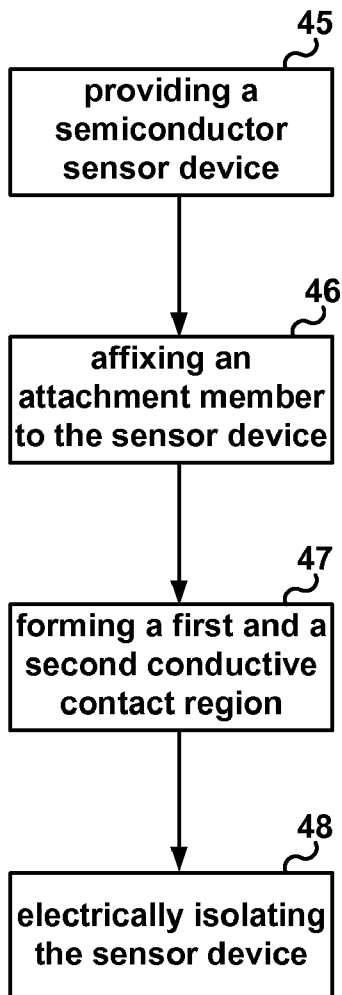 45
providing a
semiconductor
sensor device
46
affixing an
attachment member
to the sensor device
47
forming a first and a
second conductive
contact region
48
electrically isolating
the sensor device